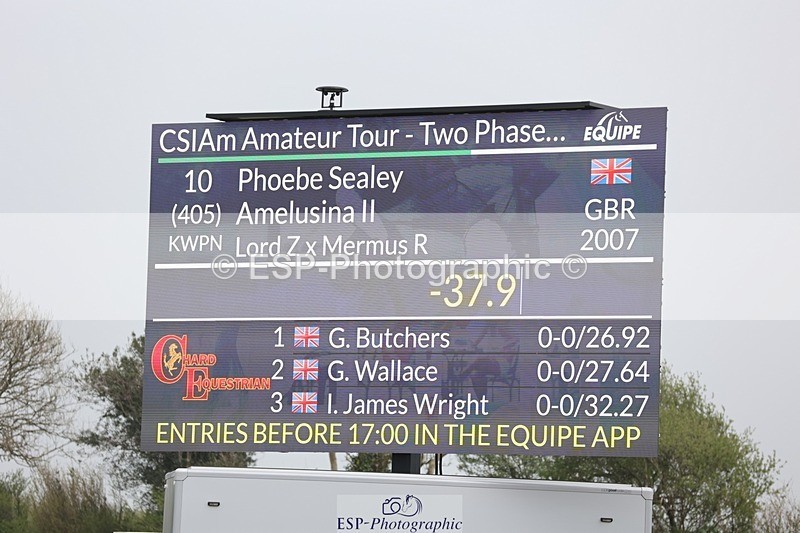 CSIAm Amateur Tour - Two Phase...
EQUIPE
10 Phoebe Sealey
(405) Amelusina II GBR
KWPN Lord Z x Mermus R 2007
© ESP-Photographic ©
-37.9
1 G. Butchers 0-0/26.92
CHARD EQUESTRIAN
2 G. Wallace 0-0/27.64
3 I. James Wright 0-0/32.27
ENTRIES BEFORE 17:00 IN THE EQUIPE APP
ESP-Photographic